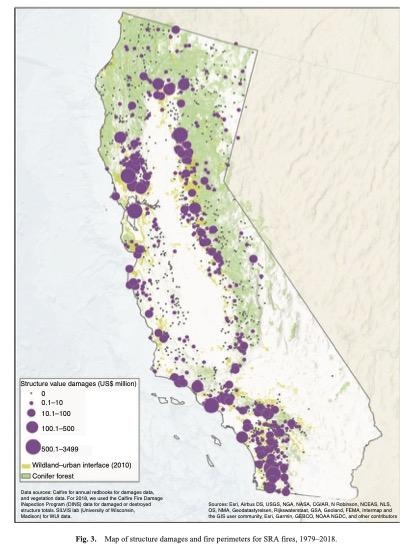 Structure value damages (US$ million)
0
0.1–10
10.1–100
100.1–500
500.1–3499
Wildland–urban interface (2010)
Conifer forest
Data sources: Calfire for annual redbooks for damages data,
and vegetation data. For 2018, we used the Calfire Fire Damage
INspection Program (DINS) data for damaged or destroyed
structure totals. SILVIS lab (University of Wisconsin,
Madison) for WUI data.
Sources: Esri, Airbus DS, USGS, NGA, NASA, CGIAR, N Robinson, NCEAS, NLS,
OS, NMA, Geodatastyrelsen, Rijkswaterstaat, GSA, Geoland, FEMA, Intermap and
the GIS user community, Esri, Garmin, GEBCO, NOAA NGDC, and other contributors
Fig. 3. Map of structure damages and fire perimeters for SRA fires, 1979–2018.